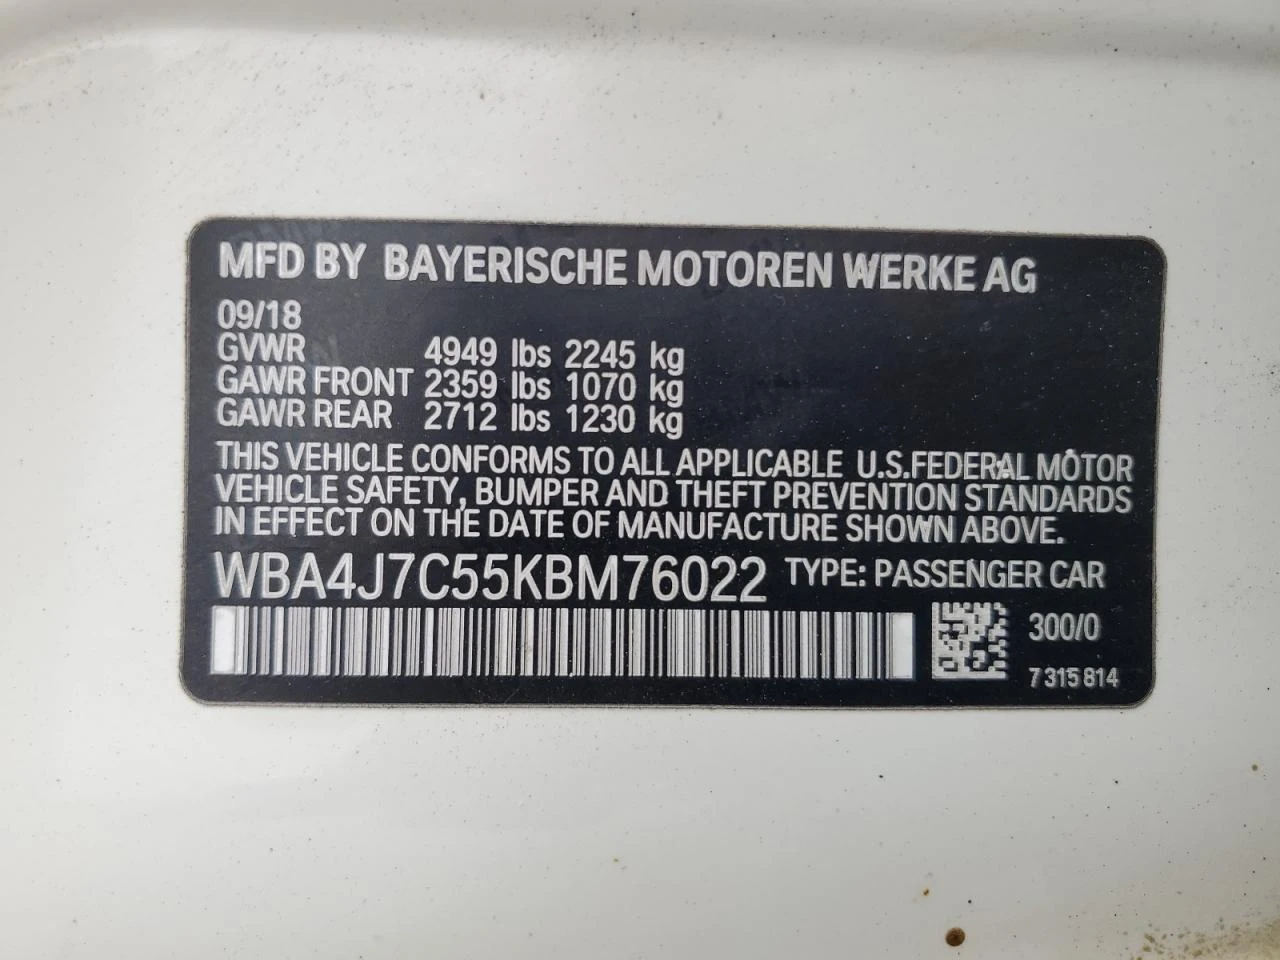 MFD BY BAYERISCHE MOTOREN WERKE AG
09/18
GVWR 4949 lbs 2245 kg
GAWR FRONT 2359 lbs 1070 kg
GAWR REAR 2712 lbs 1230 kg
THIS VEHICLE CONFORMS TO ALL APPLICABLE U.S.FEDERAL MOTOR
VEHICLE SAFETY, BUMPER AND THEFT PREVENTION STANDARDS
IN EFFECT ON THE DATE OF MANUFACTURE SHOWN ABOVE.
WBA4J7C55KBM76022 TYPE: PASSENGER CAR
300/0
7 315 814